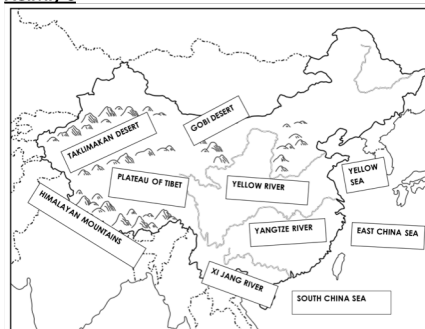 GOBI DESERT
TAKLIMAKAN DESERT
PLATEAU OF TIBET
YELLOW RIVER
YELLOW
SEA
HIMALAYAN MOUNTAINS
YANGTZE RIVER
EAST CHINA SEA
XI JANG RIVER
SOUTH CHINA SEA